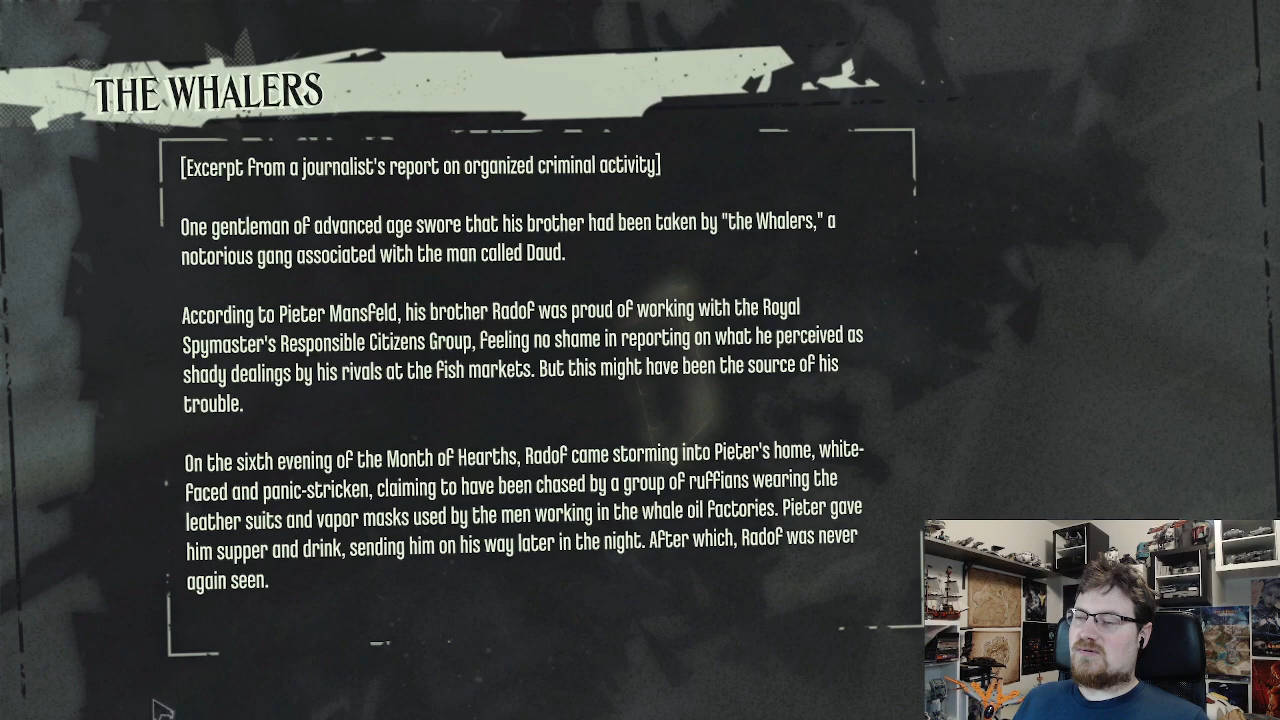 THE WHALERS
[Excerpt from a journalist's report on organized criminal activity]
One gentleman of advanced age swore that his brother had been taken by "the Whalers," a
notorious gang associated with the man called Daud.
According to Pieter Mansfeld, his brother Radof was proud of working with the Royal
Spymaster's Responsible Citizens Group, feeling no shame in reporting on what he perceived as
shady dealings by his rivals at the fish markets. But this might have been the source of his
trouble.
On the sixth evening of the Month of Hearths, Radof came storming into Pieter's home, white-
faced and panic-stricken, claiming to have been chased by a group of ruffians wearing the
leather suits and vapor masks used by the men working in the whale oil factories. Pieter gave
him supper and drink, sending him on his way later in the night. After which, Radof was never
again seen.